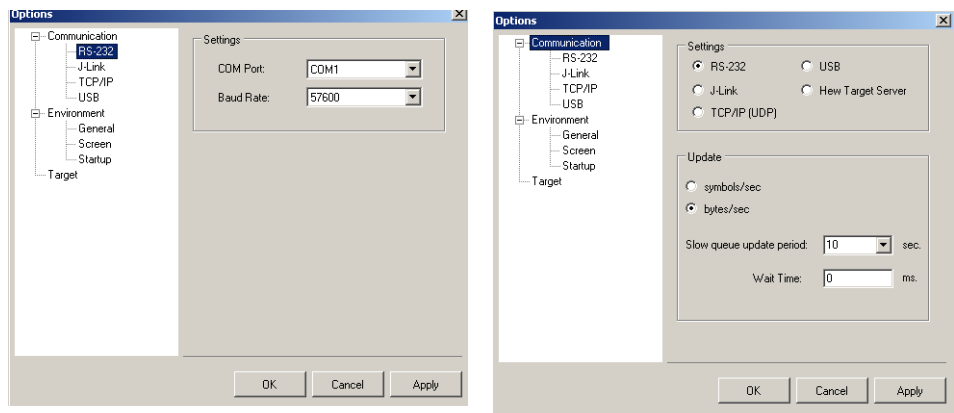 Options
Communication
RS-232
J-Link
TCP/IP
USB
Environment
General
Screen
Startup
Target
Settings
COM Port: COM1
Baud Rate: 57600
OK Cancel Apply
Options
Communication
RS-232
J-Link
TCP/IP
USB
Environment
General
Screen
Startup
Target
Settings
RS-232 USB
J-Link Hew Target Server
TCP/IP (UDP)
Update
symbols/sec
bytes/sec
Slow queue update period: 10 sec.
Wait Time: 0 ms.
OK Cancel Apply